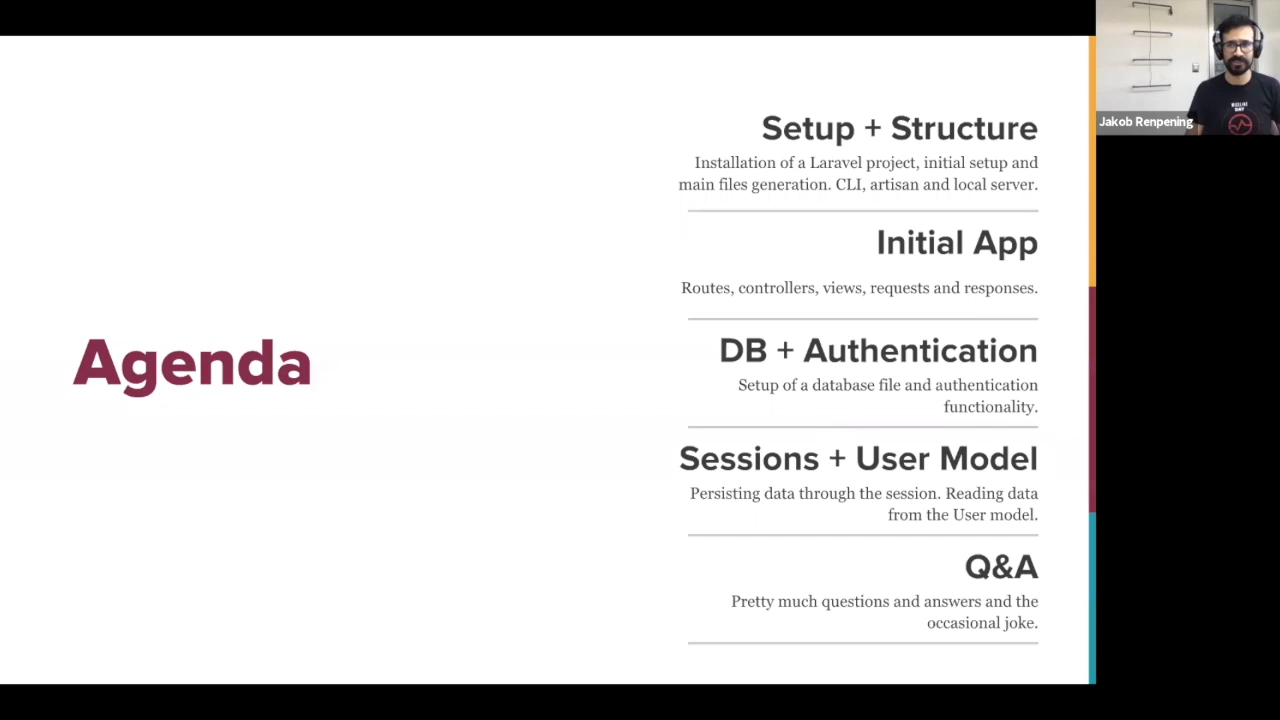 Agenda
Setup + Structure
Installation of a Laravel project, initial setup and
main files generation. CLI, artisan and local server.
Initial App
Routes, controllers, views, requests and responses.
DB + Authentication
Setup of a database file and authentication
functionality.
Sessions + User Model
Persisting data through the session. Reading data
from the User model.
Q&A
Pretty much questions and answers and the
occasional joke.
Jakob Renpening
WIZELINE
DAY